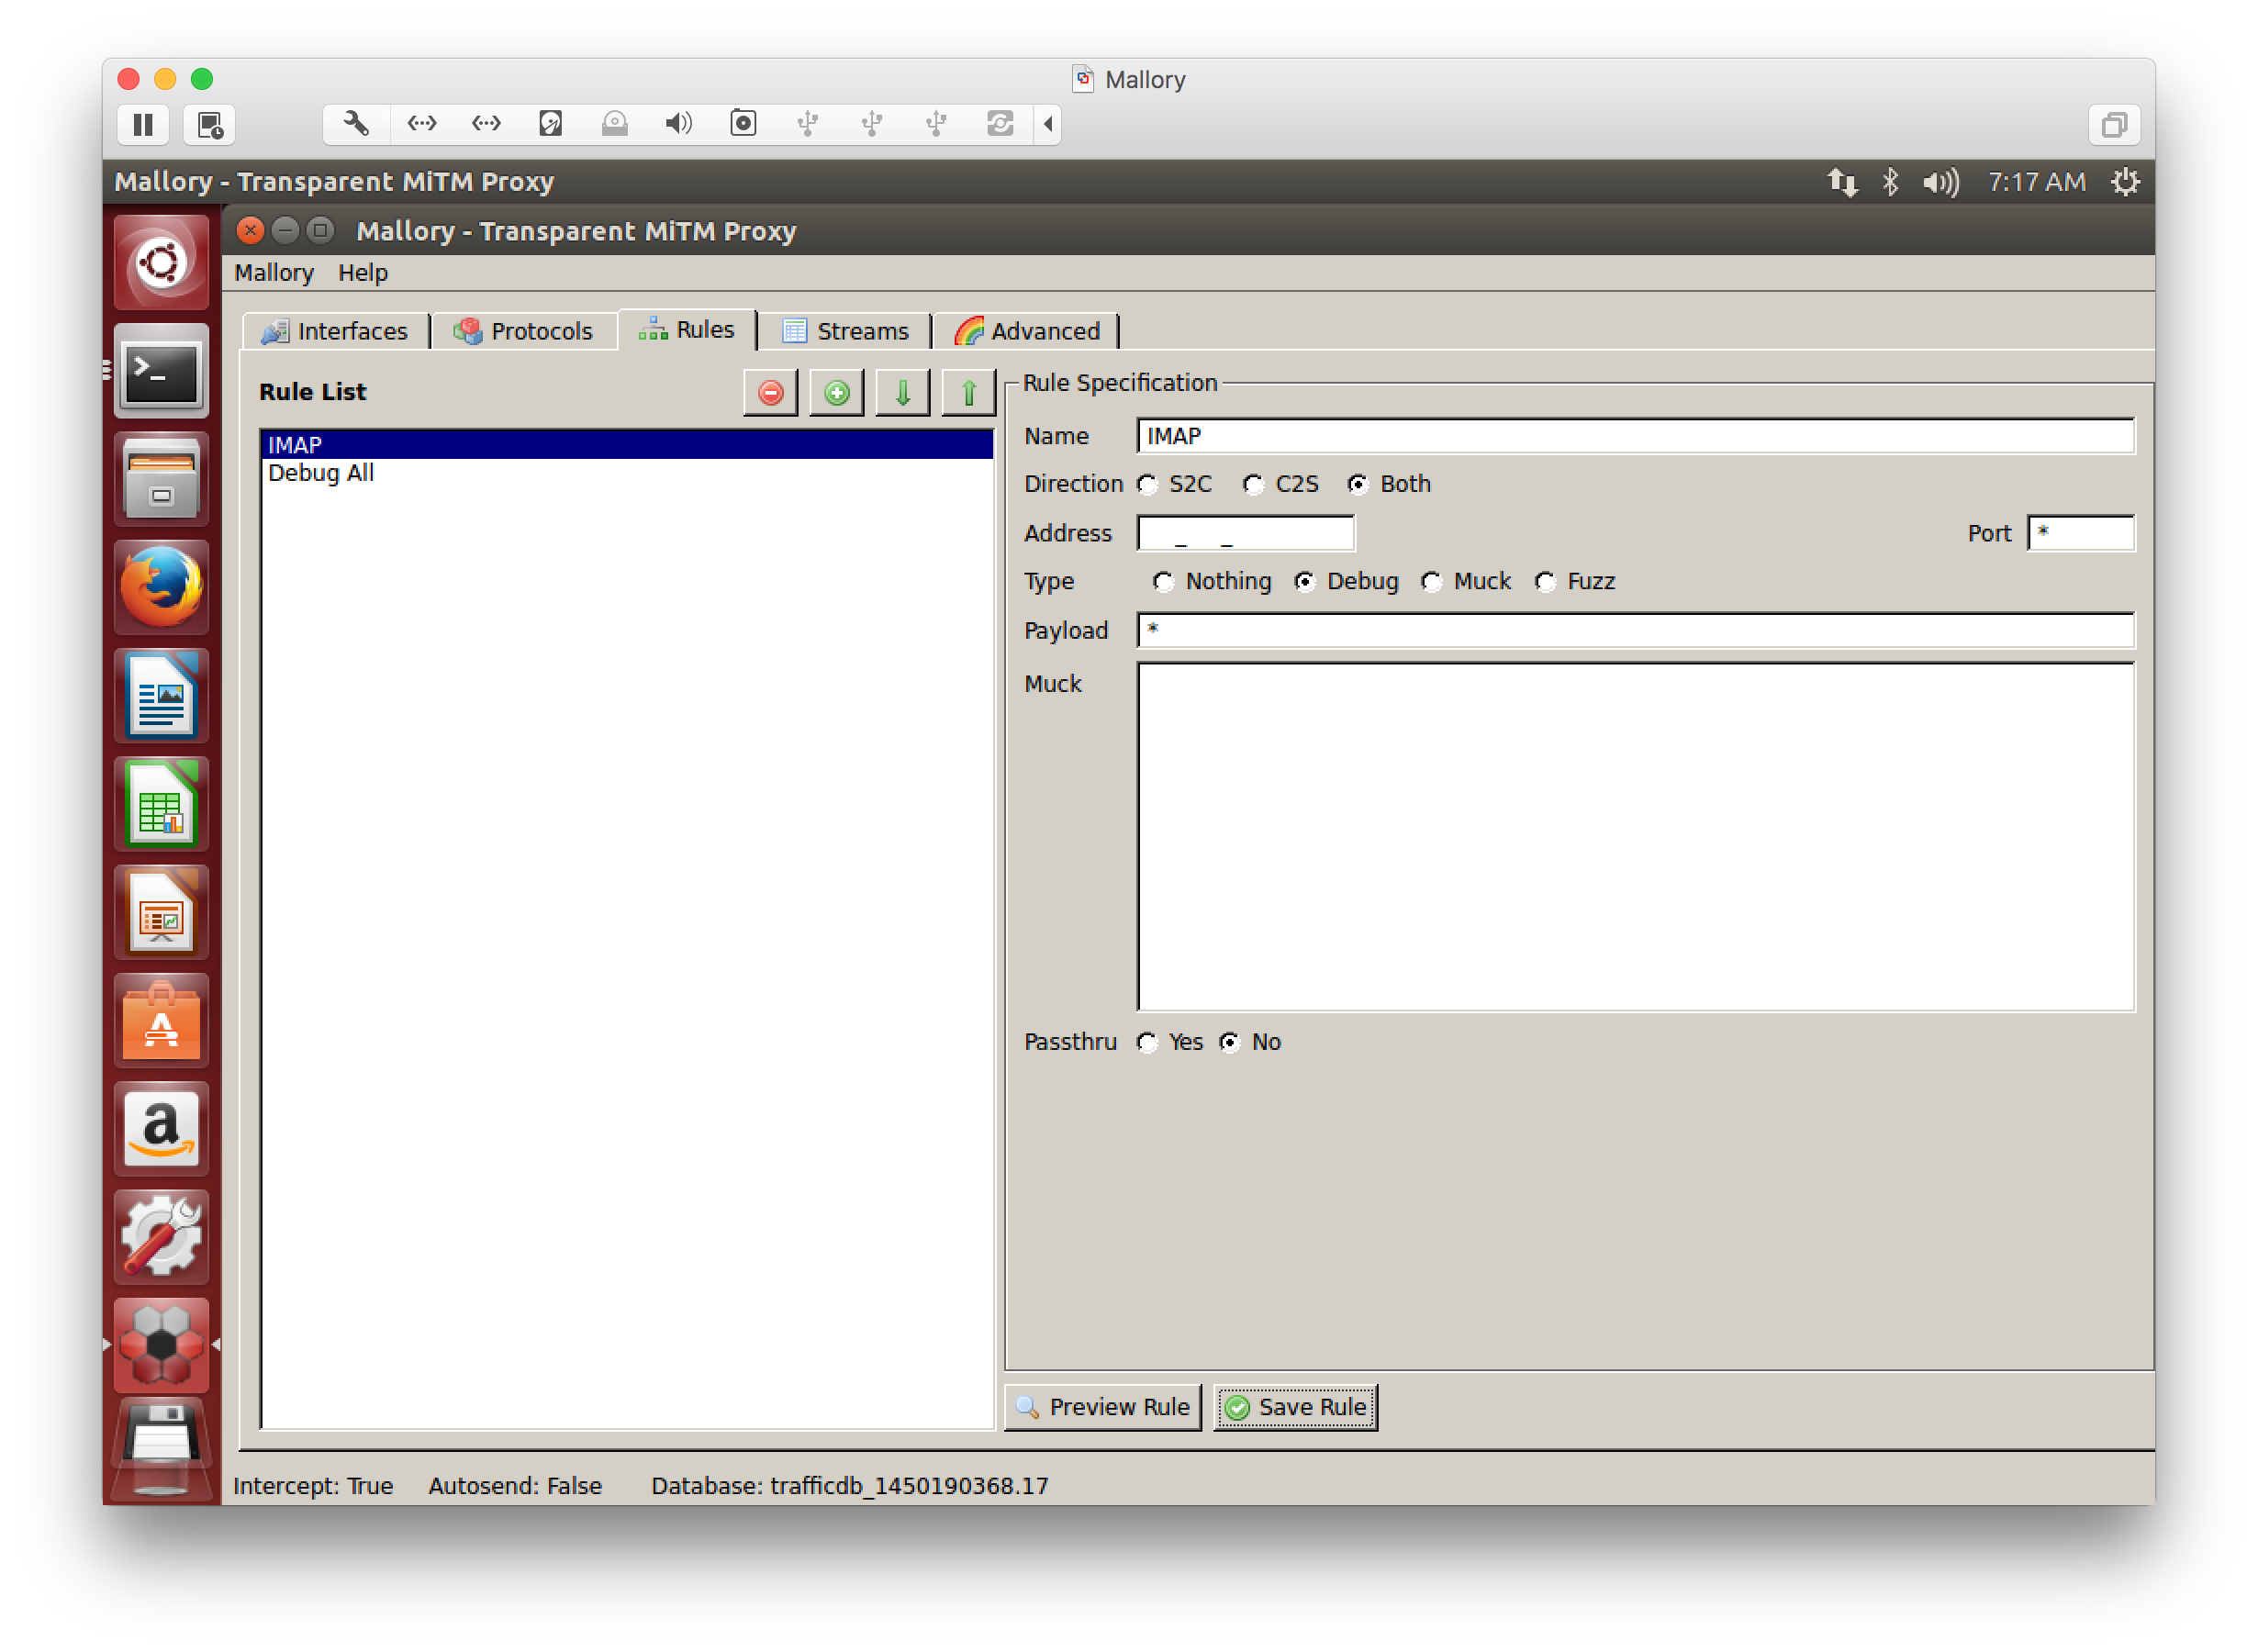 Mallory
Mallory - Transparent MiTM Proxy
7:17 AM
Mallory - Transparent MiTM Proxy
Mallory Help
Interfaces Protocols Rules Streams Advanced
Rule List
IMAP
Debug All
Rule Specification
Name IMAP
Direction S2C C2S Both
Address _ _ Port *
Type Nothing Debug Muck Fuzz
Payload *
Muck
Passthru Yes No
Preview Rule Save Rule
Intercept: True Autosend: False Database: trafficdb_1450190368.17